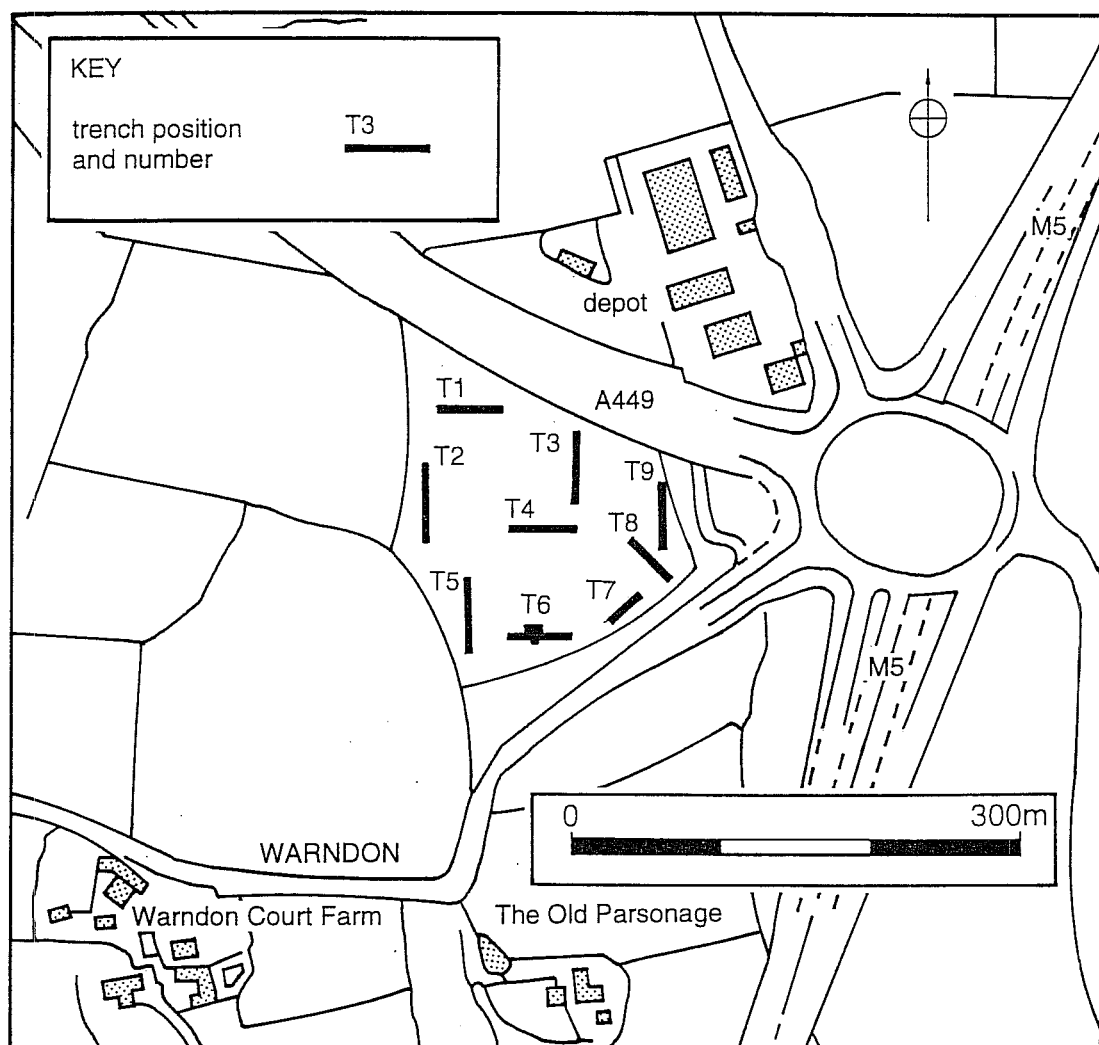 KEY
trench position
and number
T3
M5
depot
A449
T1
T3
T2
T9
T4
T8
T5
T7
T6
M5
0 300m
WARNDON
Warndon Court Farm
The Old Parsonage